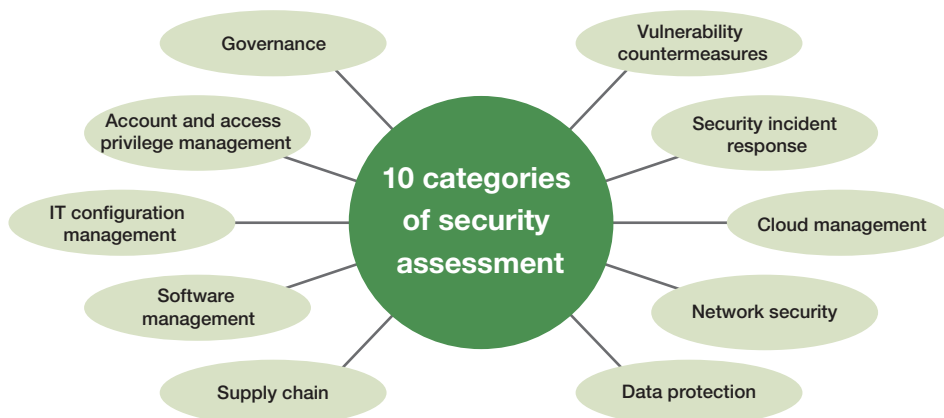 Governance
Vulnerability
countermeasures
Account and access
privilege management
Security incident
response
10 categories
of security
assessment
IT configuration
management
Cloud management
Software
management
Network security
Supply chain
Data protection